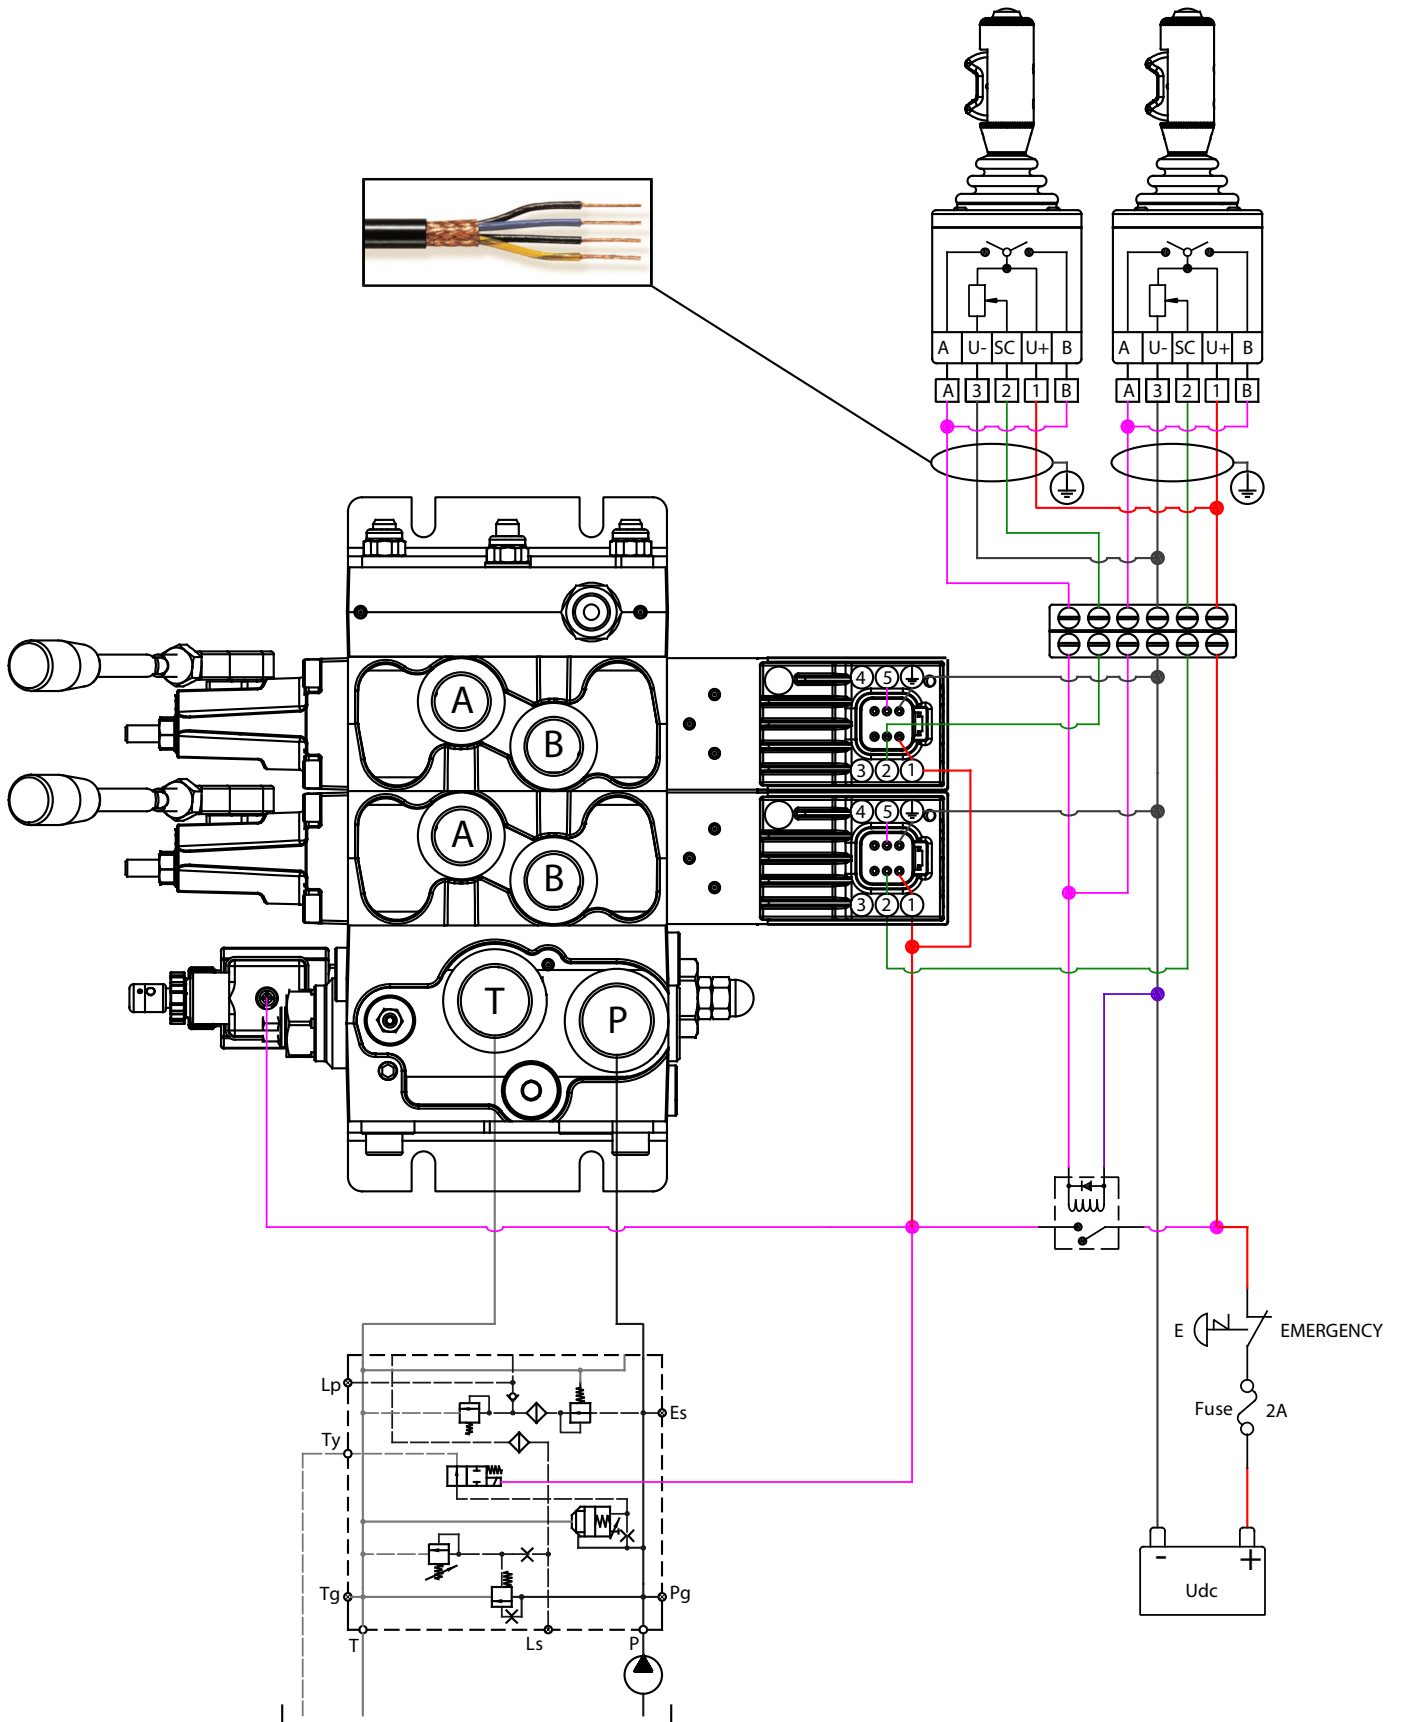 A U- SC U+ B
A U- SC U+ B
A 3 2 1 B
A 3 2 1 B
4 5
A
B
3 2 1
4 5
A
B
3 2 1
T
P
E
EMERGENCY
Lp
Es
Fuse 2A
Ty
- +
Udc
Tg
Pg
T
Ls
P